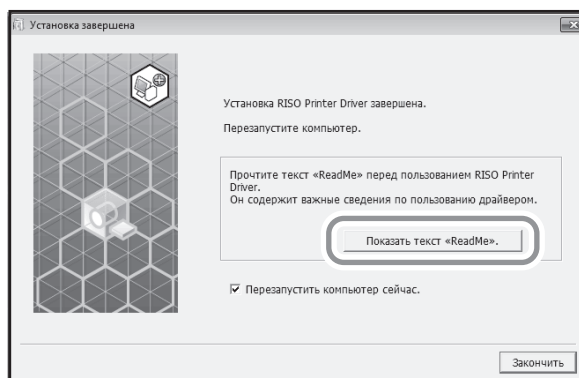 Установка завершена
Установка RISO Printer Driver завершена.
Перезапустите компьютер.
Прочтите текст «ReadMe» перед пользованием RISO Printer
Driver.
Он содержит важные сведения по пользованию драйвером.
Показать текст «ReadMe».
Перезапустить компьютер сейчас.
Закончить